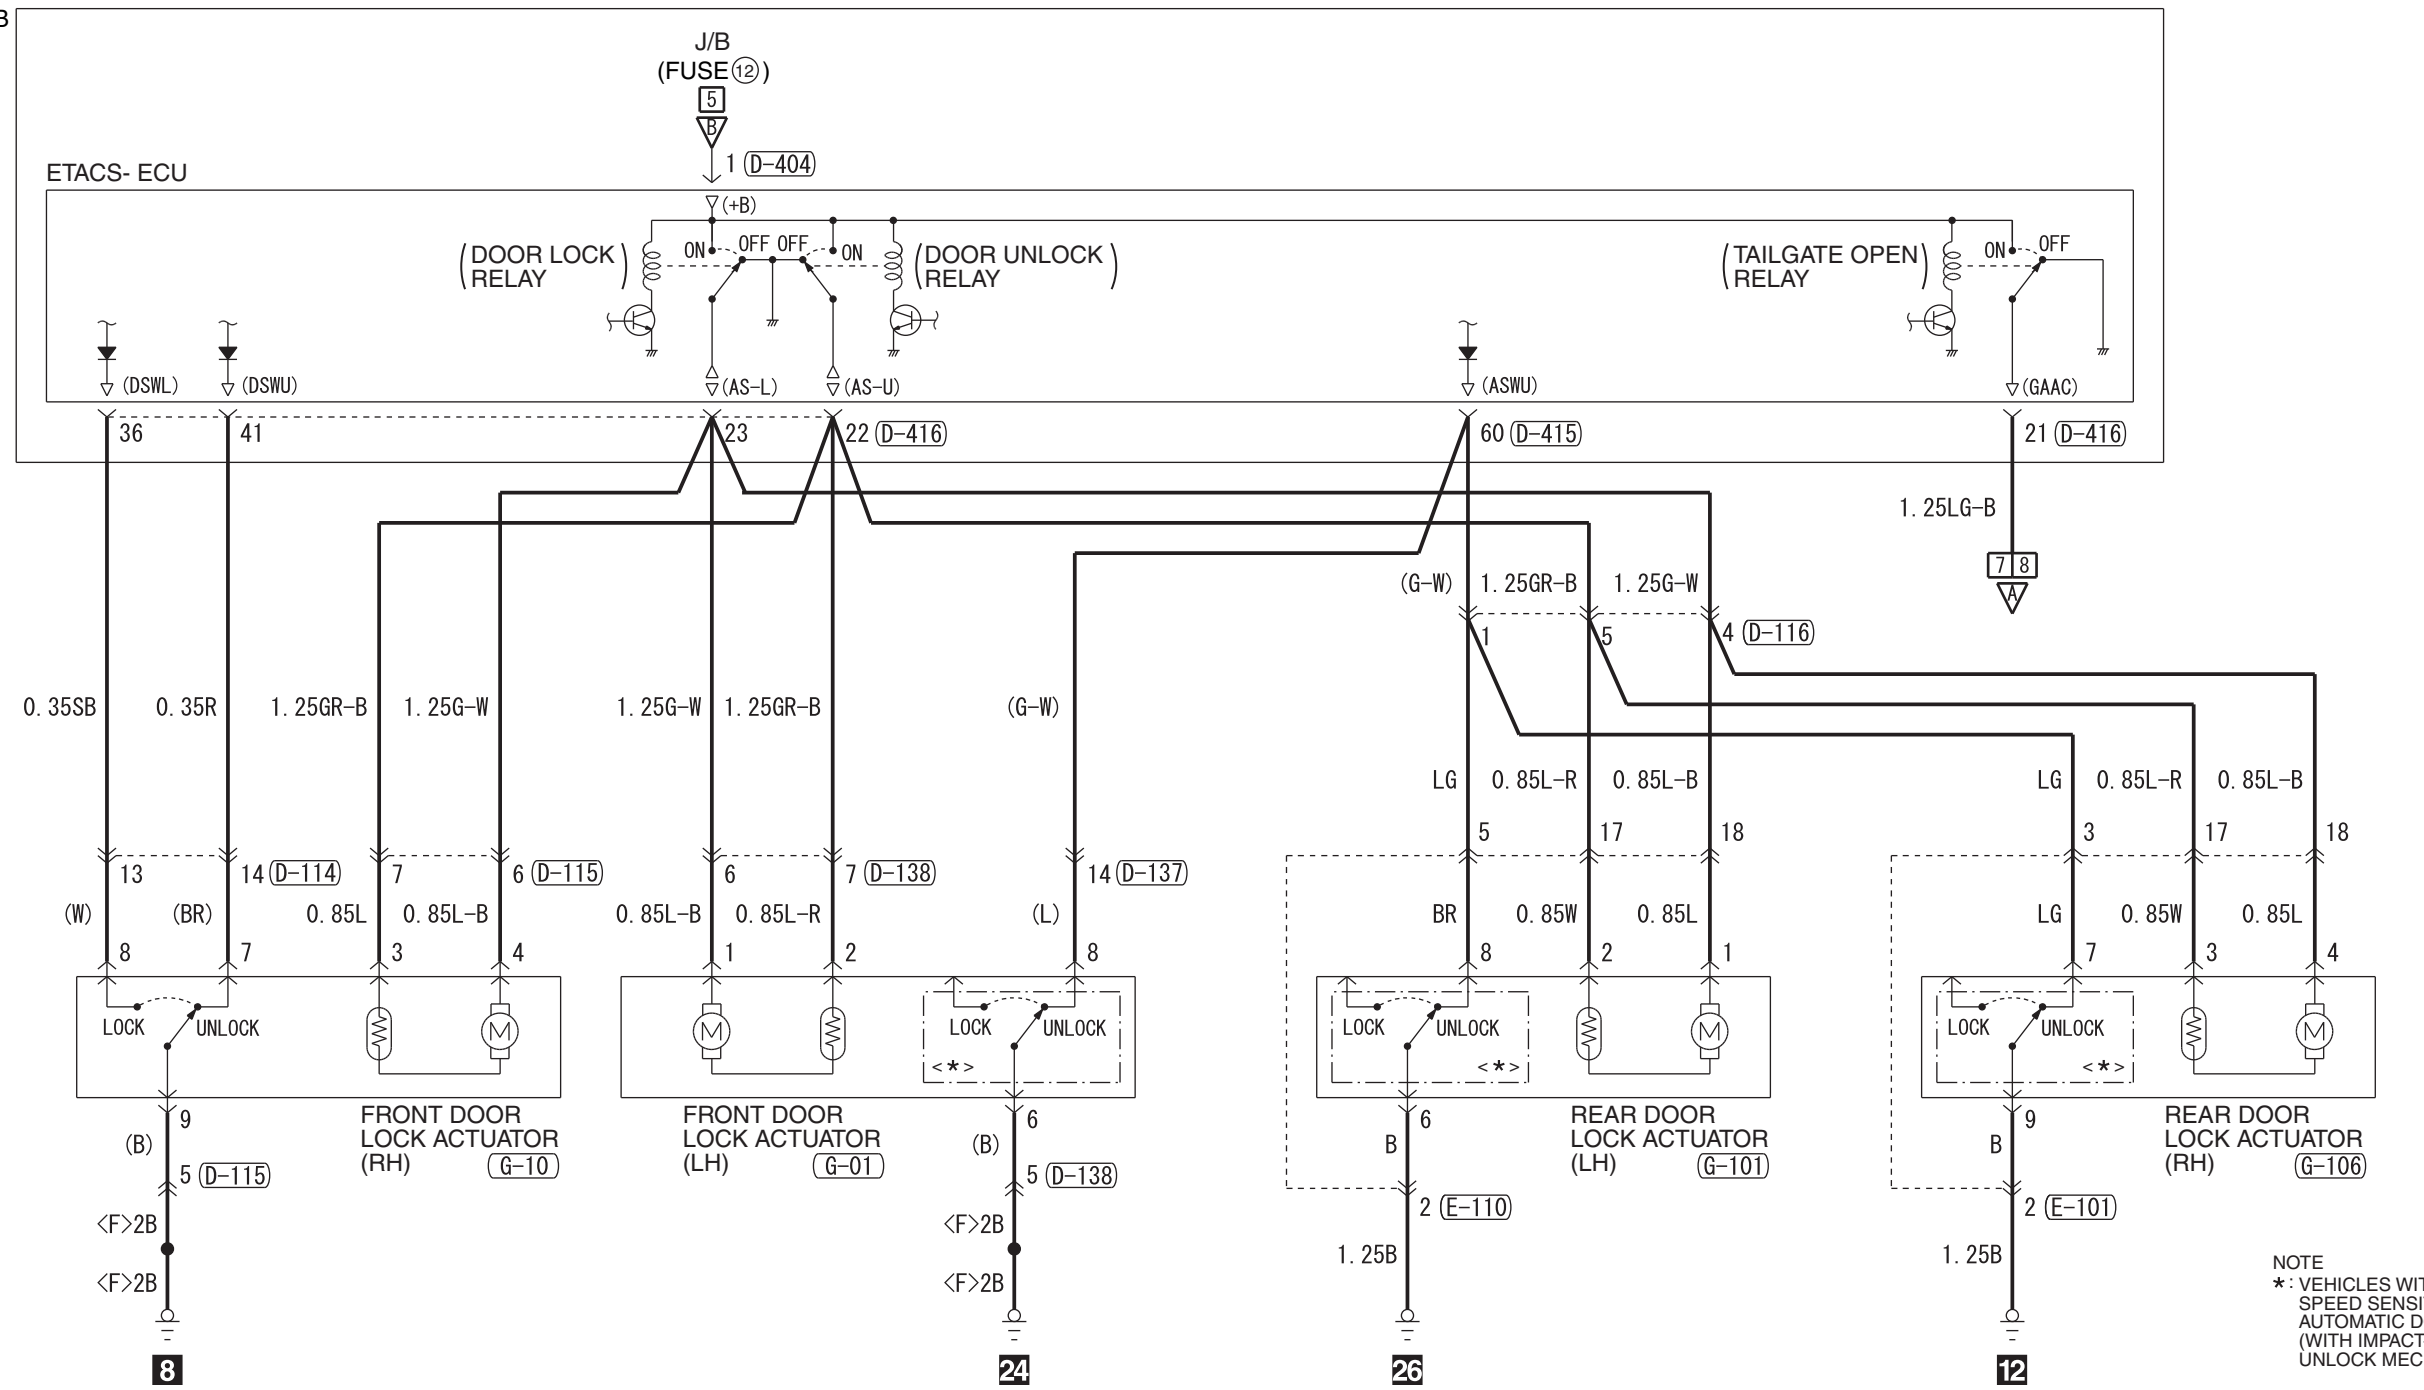 B
J/B
(FUSE⑫)
5
B
1 (D-404)
ETACS- ECU
(+B)
(DOOR LOCK RELAY)
ON OFF OFF ON
(DOOR UNLOCK RELAY)
(TAILGATE OPEN RELAY)
ON OFF
(DSWL) (DSWU) (AS-L) (AS-U) (ASWU) (GAAC)
36 41 23 22 (D-416) 60 (D-415) 21 (D-416)
1.25LG-B
7 8
A
(G-W) 1.25GR-B 1.25G-W
1 5 4 (D-116)
0.35SB 0.35R 1.25GR-B 1.25G-W 1.25G-W 1.25GR-B (G-W)
LG 0.85L-R 0.85L-B LG 0.85L-R 0.85L-B
5 17 18 3 17 18
13 14 (D-114) 7 6 (D-115) 6 7 (D-138) 14 (D-137)
(W) (BR) 0.85L 0.85L-B 0.85L-B 0.85L-R (L) BR 0.85W 0.85L LG 0.85W 0.85L
8 7 3 4 1 2 8 8 2 1 7 3 4
LOCK UNLOCK M M LOCK UNLOCK LOCK UNLOCK M LOCK UNLOCK M
<*> <*> <*>
9 6 6 9
FRONT DOOR
LOCK ACTUATOR
(RH) G-10
FRONT DOOR
LOCK ACTUATOR
(LH) G-01
REAR DOOR
LOCK ACTUATOR
(LH) G-101
REAR DOOR
LOCK ACTUATOR
(RH) G-106
(B) (B) B B
5 (D-115) 5 (D-138) 2 (E-110) 2 (E-101)
<F>2B <F>2B 1.25B 1.25B
<F>2B <F>2B
8 24 26 12
NOTE
*: VEHICLES
SPEED
AUTOMATIC
(WITH
UNLOCK